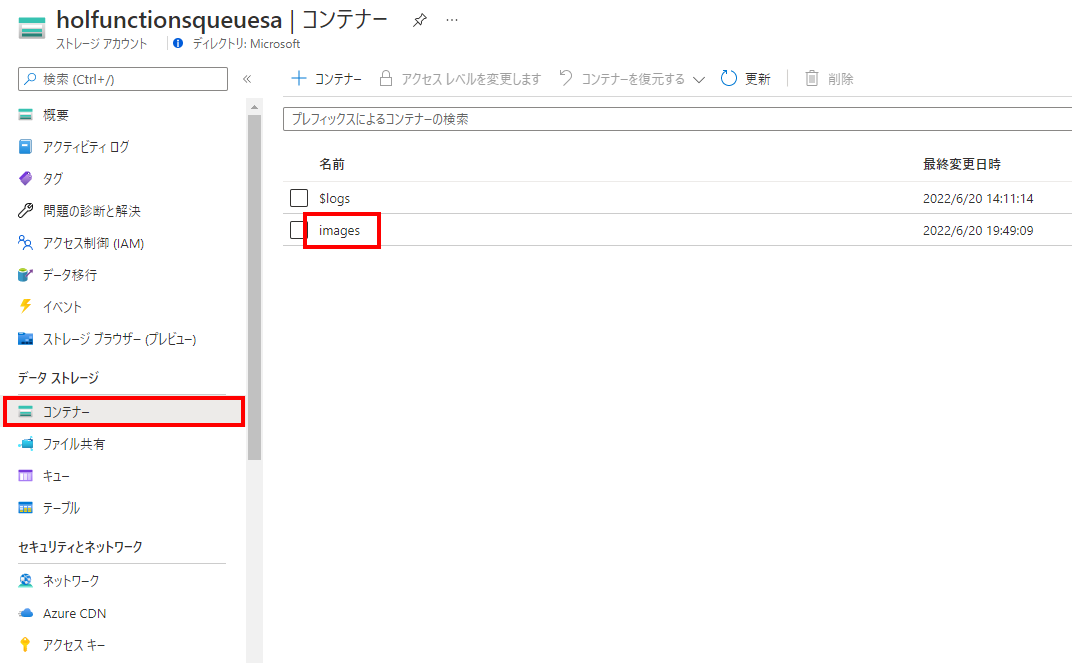 holfunctionsqueuesa | コンテナー ...
ストレージ アカウント ディレクトリ: Microsoft
検索 (Ctrl+/) «
概要
アクティビティ ログ
タグ
問題の診断と解決
アクセス制御 (IAM)
データ移行
イベント
ストレージ ブラウザー (プレビュー)
データ ストレージ
コンテナー
ファイル共有
キュー
テーブル
セキュリティとネットワーク
ネットワーク
Azure CDN
アクセス キー
コンテナー アクセス レベルを変更します コンテナーを復元する 更新 削除
プレフィックスによるコンテナーの検索
名前 最終変更日時
$logs 2022/6/20 14:11:14
images 2022/6/20 19:49:09